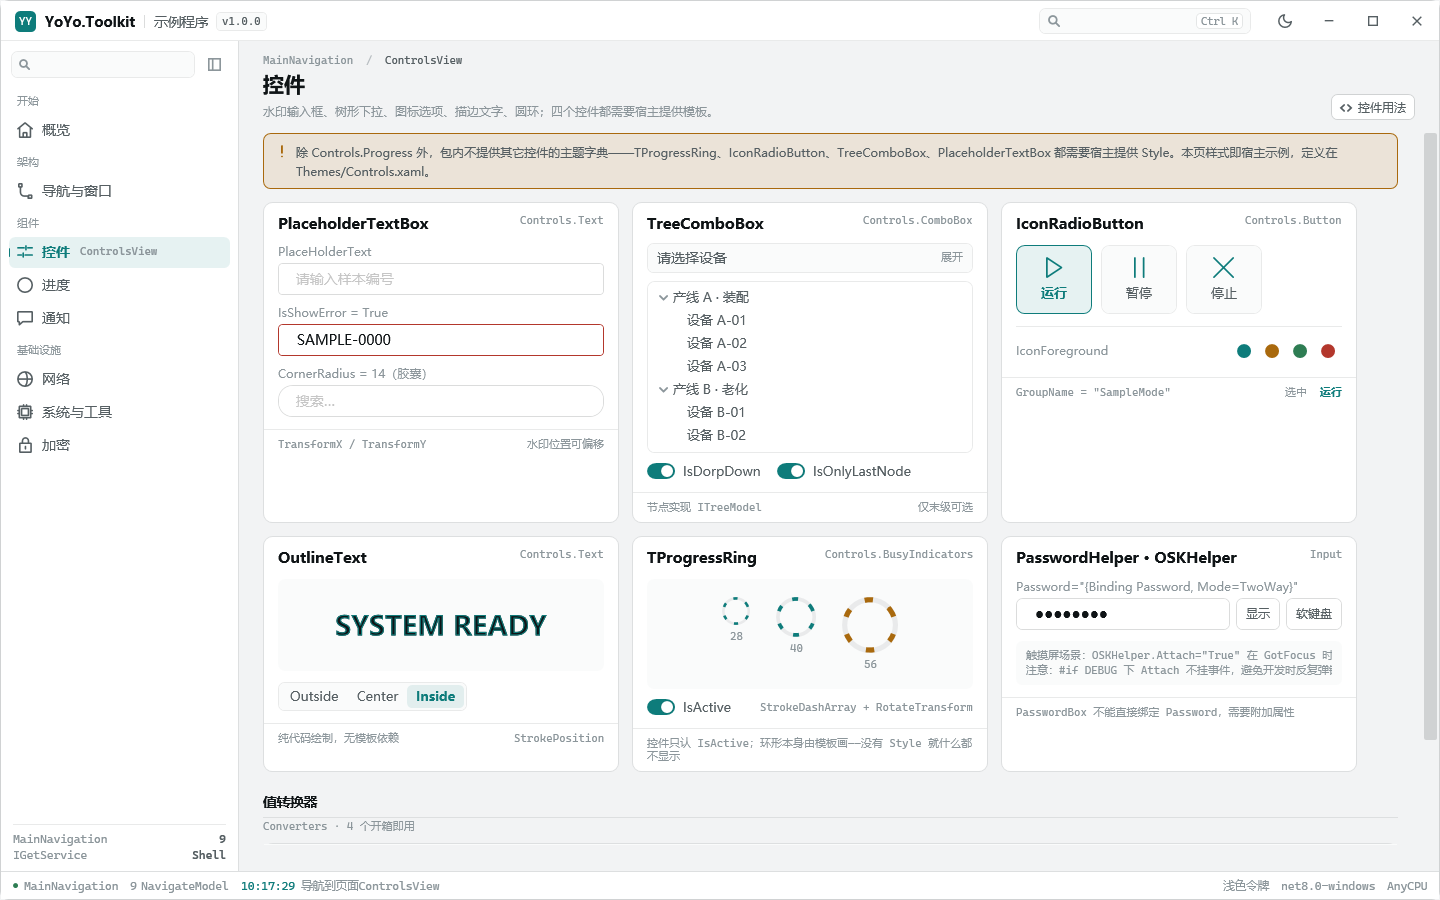 YY YoYo.Toolkit 示例程序 v1.0.0
Ctrl K
开始
概览
架构
导航与窗口
组件
控件 ControlsView
进度
通知
基础设施
网络
系统与工具
加密
MainNavigation 9
IGetService Shell
MainNavigation / ControlsView
控件
水印输入框、树形下拉、图标选项、描边文字、圆环；四个控件都需要宿主提供模板。
控件用法
! 除 Controls.Progress 外，包内不提供其它控件的主题字典——TProgressRing、IconRadioButton、TreeComboBox、PlaceholderTextBox 都需要宿主提供 Style。本页样式即宿主示例，定义在
Themes/Controls.xaml。
PlaceholderTextBox Controls.Text
PlaceHolderText
请输入样本编号
IsShowError = True
SAMPLE-0000
CornerRadius = 14（胶囊）
搜索...
TransformX / TransformY 水印位置可偏移
TreeComboBox Controls.ComboBox
请选择设备 展开
产线 A · 装配
设备 A-01
设备 A-02
设备 A-03
产线 B · 老化
设备 B-01
设备 B-02
IsDorpDown IsOnlyLastNode
节点实现 ITreeModel 仅末级可选
IconRadioButton Controls.Button
运行 暂停 停止
IconForeground
GroupName = "SampleMode" 选中 运行
OutlineText Controls.Text
SYSTEM READY
Outside Center Inside
纯代码绘制，无模板依赖 StrokePosition
TProgressRing Controls.BusyIndicators
28 40 56
IsActive StrokeDashArray + RotateTransform
控件只认 IsActive；环形本身由模板画——没有 Style 就什么都
不显示
PasswordHelper • OSKHelper Input
Password="{Binding Password, Mode=TwoWay}"
●●●●●●●● 显示 软键盘
触摸屏场景：OSKHelper.Attach="True" 在 GotFocus 时
注意：#if DEBUG 下 Attach 不挂事件，避免开发时反复弹
PasswordBox 不能直接绑定 Password，需要附加属性
值转换器
Converters · 4 个开箱即用
MainNavigation 9 NavigateModel 10:17:29 导航到页面ControlsView
浅色令牌 net8.0-windows AnyCPU